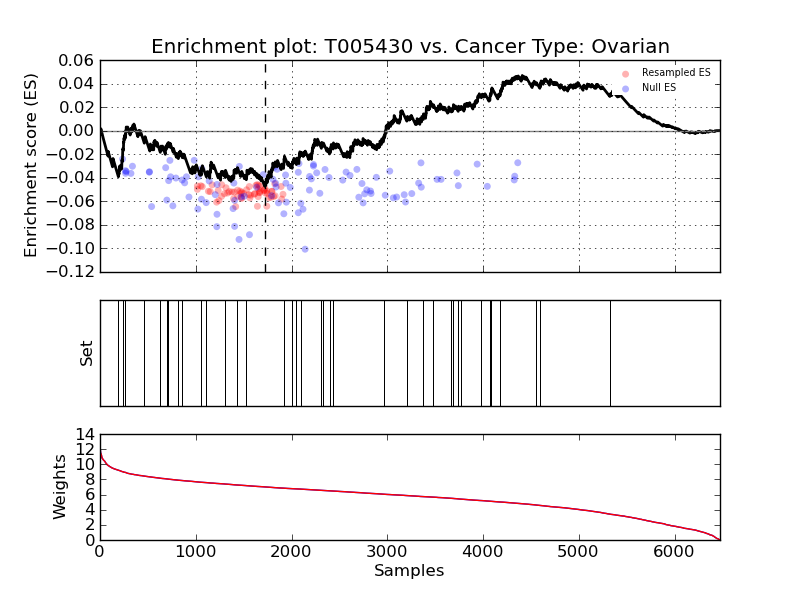 Enrichment plot: T005430 vs. Cancer Type: Ovarian
Enrichment score (ES)
0.06
0.04
0.02
0.00
−0.02
−0.04
−0.06
−0.08
−0.10
−0.12
Resampled ES
Null ES
Set
Weights
14
12
10
8
6
4
2
0
0 1000 2000 3000 4000 5000 6000
Samples